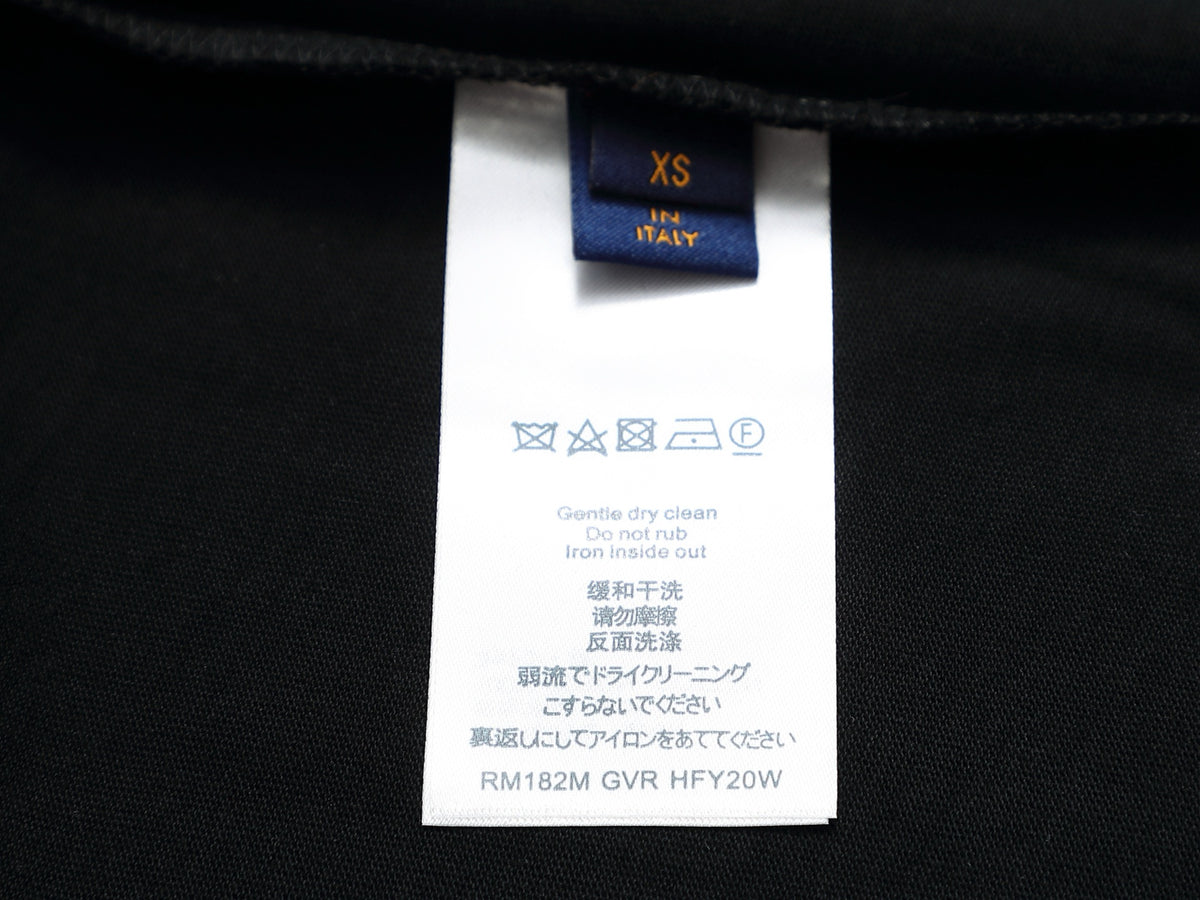 XS
IN
ITALY
F
Gentle dry clean
Do not rub
Iron inside out
缓和干洗
请勿摩擦
反面洗涤
弱流でドライクリーニング
こすらないでください
裏返しにしてアイロンをあててください
RM182M GVR HFY20W